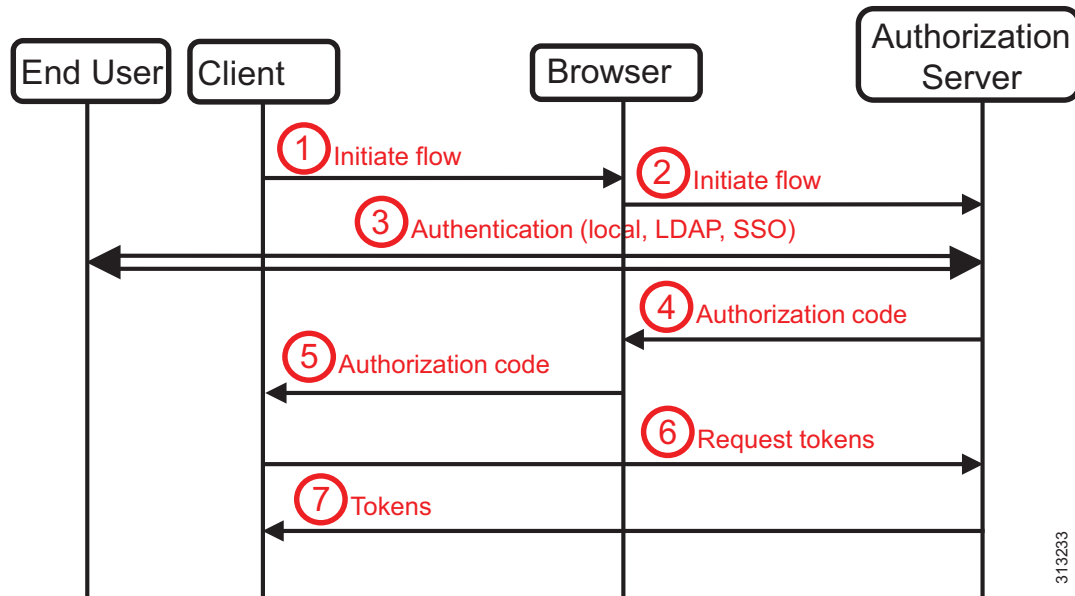 End User
Client
Browser
Authorization
Server
1 Initiate flow
2 Initiate flow
3 Authentication (local, LDAP, SSO)
4 Authorization code
5 Authorization code
6 Request tokens
7 Tokens
313233